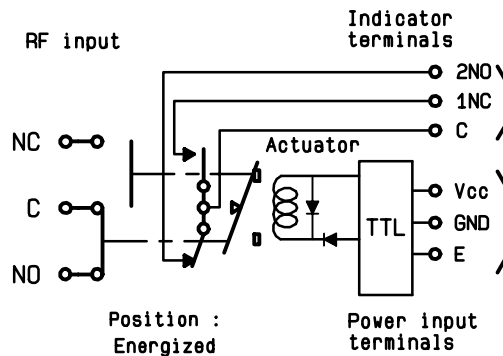 Indicator
terminals
RF input
2NO
1NC
C
NC
Actuator
C
Vcc
TTL
GND
E
NO
Position :
Energized
Power input
terminals